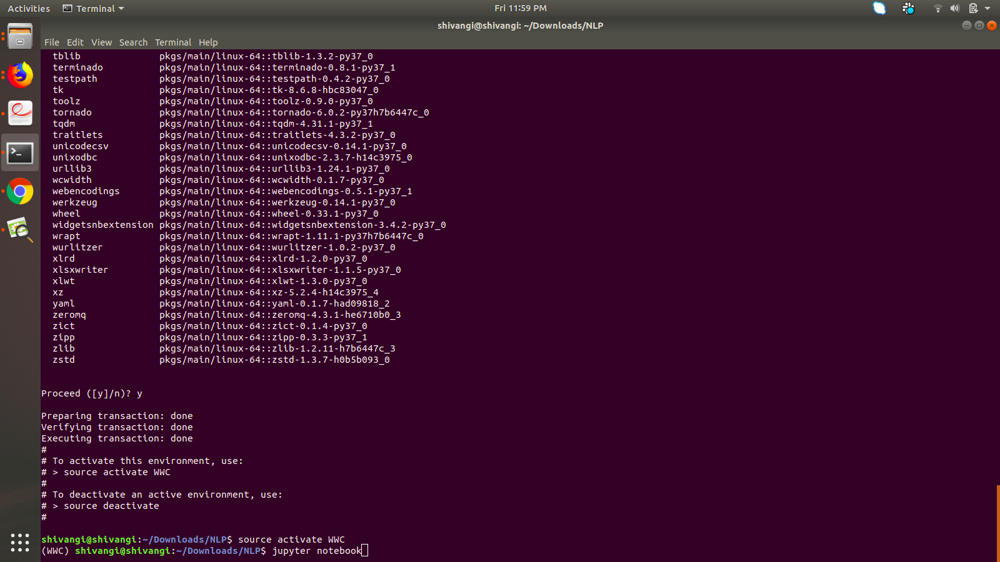 Activities Terminal Fri 11:59 PM
shivangi@shivangi: ~/Downloads/NLP
File Edit View Search Terminal Help
tblib pkgs/main/linux-64::tblib-1.3.2-py37_0
terminado pkgs/main/linux-64::terminado-0.8.1-py37_1
testpath pkgs/main/linux-64::testpath-0.4.2-py37_0
tk pkgs/main/linux-64::tk-8.6.8-hbc83047_0
toolz pkgs/main/linux-64::toolz-0.9.0-py37_0
tornado pkgs/main/linux-64::tornado-6.0.2-py37h7b6447c_0
tqdm pkgs/main/linux-64::tqdm-4.31.1-py37_1
traitlets pkgs/main/linux-64::traitlets-4.3.2-py37_0
unicodecsv pkgs/main/linux-64::unicodecsv-0.14.1-py37_0
unixodbc pkgs/main/linux-64::unixodbc-2.3.7-h14c3975_0
urllib3 pkgs/main/linux-64::urllib3-1.24.1-py37_0
wcwidth pkgs/main/linux-64::wcwidth-0.1.7-py37_0
webencodings pkgs/main/linux-64::webencodings-0.5.1-py37_1
werkzeug pkgs/main/linux-64::werkzeug-0.14.1-py37_0
wheel pkgs/main/linux-64::wheel-0.33.1-py37_0
widgetsnbextension pkgs/main/linux-64::widgetsnbextension-3.4.2-py37_0
wrapt pkgs/main/linux-64::wrapt-1.11.1-py37h7b6447c_0
wurlitzer pkgs/main/linux-64::wurlitzer-1.0.2-py37_0
xlrd pkgs/main/linux-64::xlrd-1.2.0-py37_0
xlsxwriter pkgs/main/linux-64::xlsxwriter-1.1.5-py37_0
xlwt pkgs/main/linux-64::xlwt-1.3.0-py37_0
xz pkgs/main/linux-64::xz-5.2.4-h14c3975_4
yaml pkgs/main/linux-64::yaml-0.1.7-had09818_2
zeromq pkgs/main/linux-64::zeromq-4.3.1-he6710b0_3
zict pkgs/main/linux-64::zict-0.1.4-py37_0
zipp pkgs/main/linux-64::zipp-0.3.3-py37_1
zlib pkgs/main/linux-64::zlib-1.2.11-h7b6447c_3
zstd pkgs/main/linux-64::zstd-1.3.7-h0b5b093_0
Proceed ([y]/n)? y
Preparing transaction: done
Verifying transaction: done
Executing transaction: done
#
# To activate this environment, use:
# > source activate WWC
#
# To deactivate an active environment, use:
# > source deactivate
#
shivangi@shivangi:~/Downloads/NLP$ source activate WWC
(WWC) shivangi@shivangi:~/Downloads/NLP$ jupyter notebook